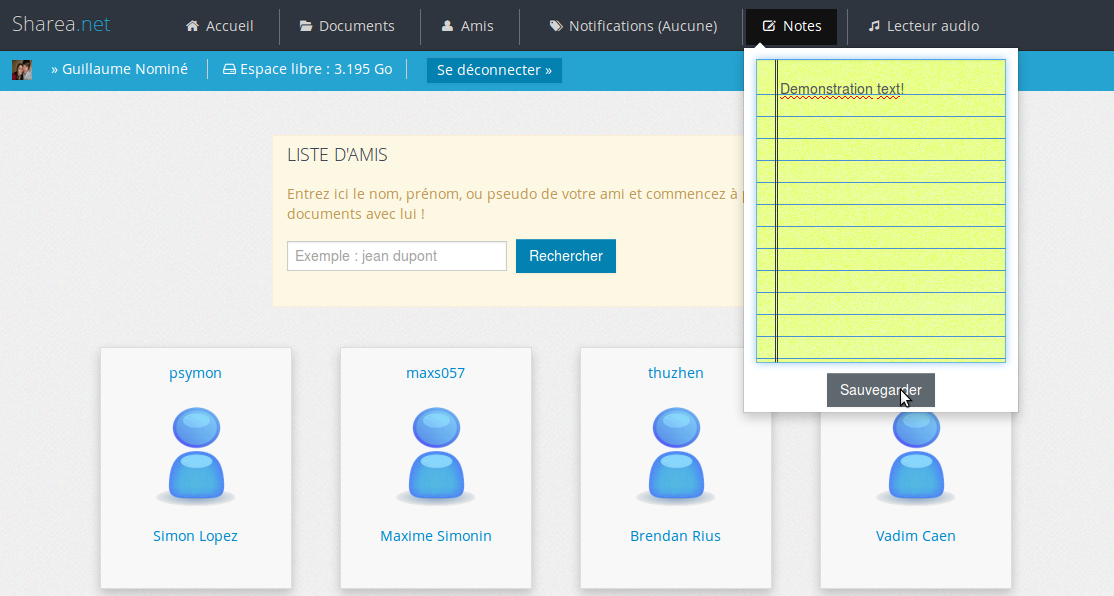 Sharea.net
Accueil
Documents
Amis
Notifications (Aucune)
Notes
Lecteur audio
» Guillaume Nominé
Espace libre : 3.195 Go
Se déconnecter »
Demonstration text!
Sauvegarder
LISTE D'AMIS
Entrez ici le nom, prénom, ou pseudo de votre ami et commencez à
documents avec lui !
Exemple : jean dupont
Rechercher
psymon
Simon Lopez
maxs057
Maxime Simonin
thuzhen
Brendan Rius
Vadim Caen